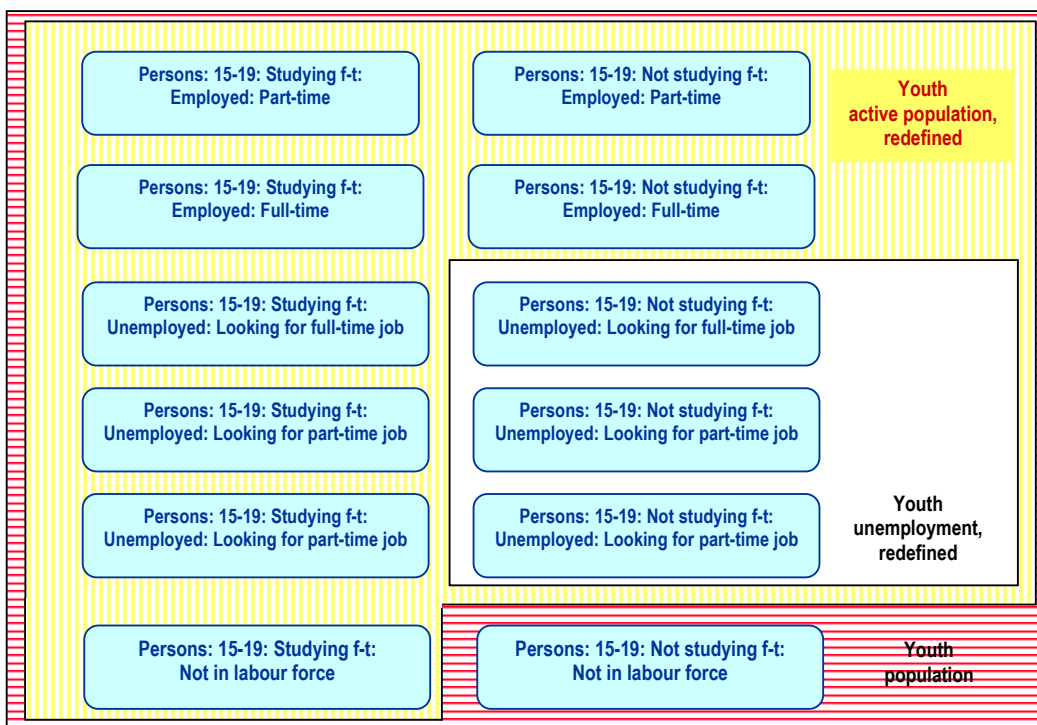 Persons: 15-19: Studying f-t:
Employed: Part-time
Persons: 15-19: Not studying f-t:
Employed: Part-time
Youth
active population,
redefined
Persons: 15-19: Studying f-t:
Employed: Full-time
Persons: 15-19: Not studying f-t:
Employed: Full-time
Persons: 15-19: Studying f-t:
Unemployed: Looking for full-time job
Persons: 15-19: Not studying f-t:
Unemployed: Looking for full-time job
Persons: 15-19: Studying f-t:
Unemployed: Looking for part-time job
Persons: 15-19: Not studying f-t:
Unemployed: Looking for part-time job
Persons: 15-19: Studying f-t:
Unemployed: Looking for part-time job
Persons: 15-19: Not studying f-t:
Unemployed: Looking for part-time job
Youth
unemployment,
redefined
Persons: 15-19: Studying f-t:
Not in labour force
Persons: 15-19: Not studying f-t:
Not in labour force
Youth
population